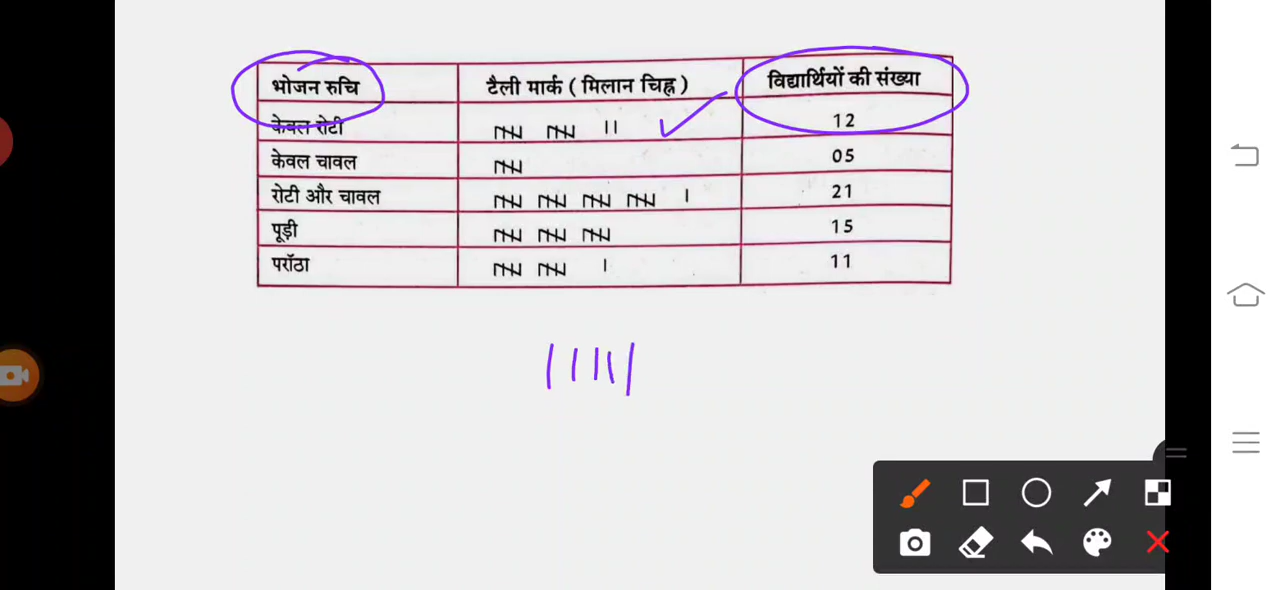 भोजन रुचि टैली मार्क ( मिलान चिह्न ) विद्यार्थियों की संख्या
केवल रोटी 12
केवल चावल 05
रोटी और चावल 21
पूड़ी 15
पराॅठा 11